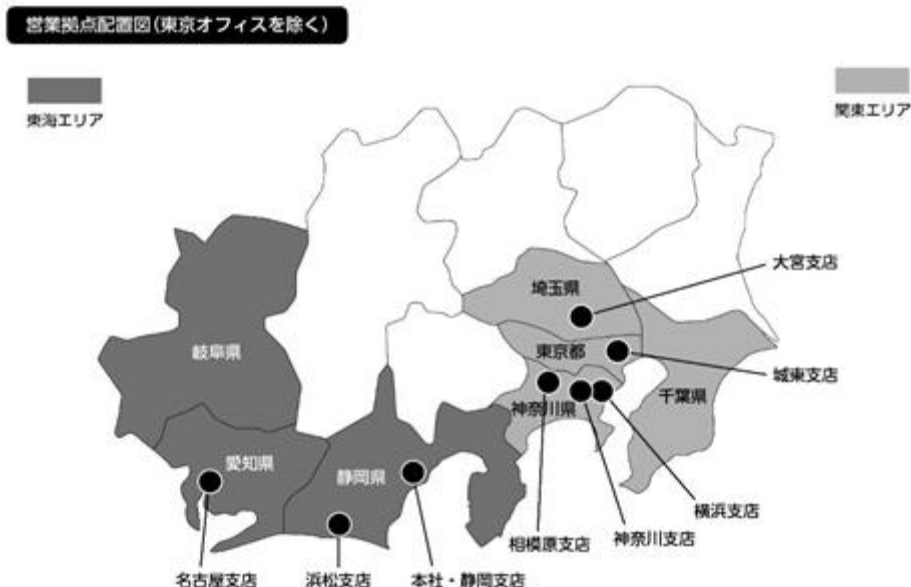 営業拠点配置図(東京オフィスを除く)
東海エリア
関東エリア
大宮支店
埼玉県
東京都
岐阜県
城東支店
千葉県
神奈川県
愛知県
静岡県
横浜支店
神奈川支店
相模原支店
名古屋支店
浜松支店
本社・静岡支店